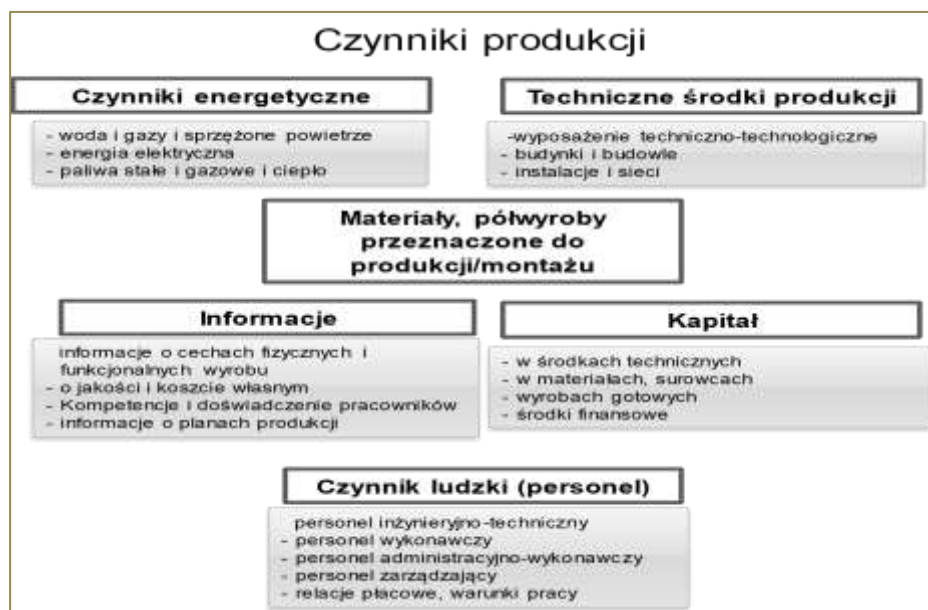 Czynniki produkcji
Czynniki energetyczne
- woda i gazy i sprzężone powietrze
- energia elektryczna
- paliwa stałe i gazowe i ciepło
Techniczne środki produkcji
-wyposażenie techniczno-technologiczne
- budynki i budowle
- instalacje i sieci
Materiały, półwyroby
przeznaczone do
produkcji/montażu
Informacje
informacje o cechach fizycznych i
funkcjonalnych wyrobu
- o jakości i koszcie własnym
- Kompetencje i doświadczenie pracowników
- informacje o planach produkcji
Kapitał
- w środkach technicznych
- w materiałach, surowcach
- wyrobach gotowych
- środki finansowe
Czynnik ludzki (personel)
personel inżynieryjno-techniczny
- personel wykonawczy
- personel administracyjno-wykonawczy
- personel zarządzający
- relacje płacowe, warunki pracy